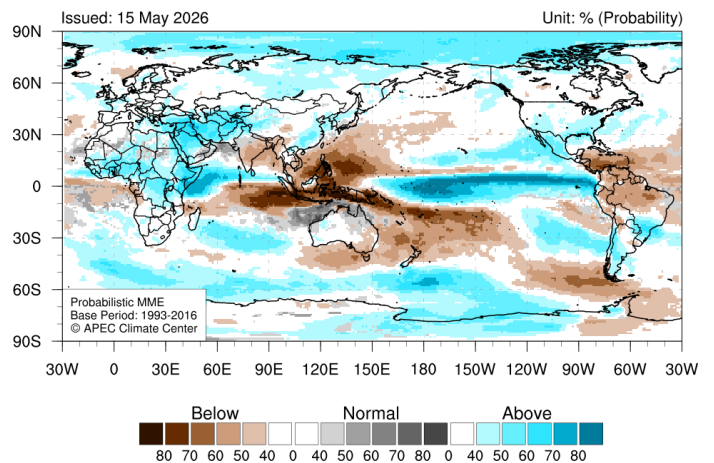 Issued: 15 May 2026 Unit: % (Probability)
90N
60N
30N
0
30S
60S
90S
Probabilistic MME
Base Period: 1993-2016
© APEC Climate Center
30W 0 30E 60E 90E 120E 150E 180 150W 120W 90W 60W 30W
Below Normal Above
80 70 60 50 40 0 40 50 60 70 80 0 40 50 60 70 80